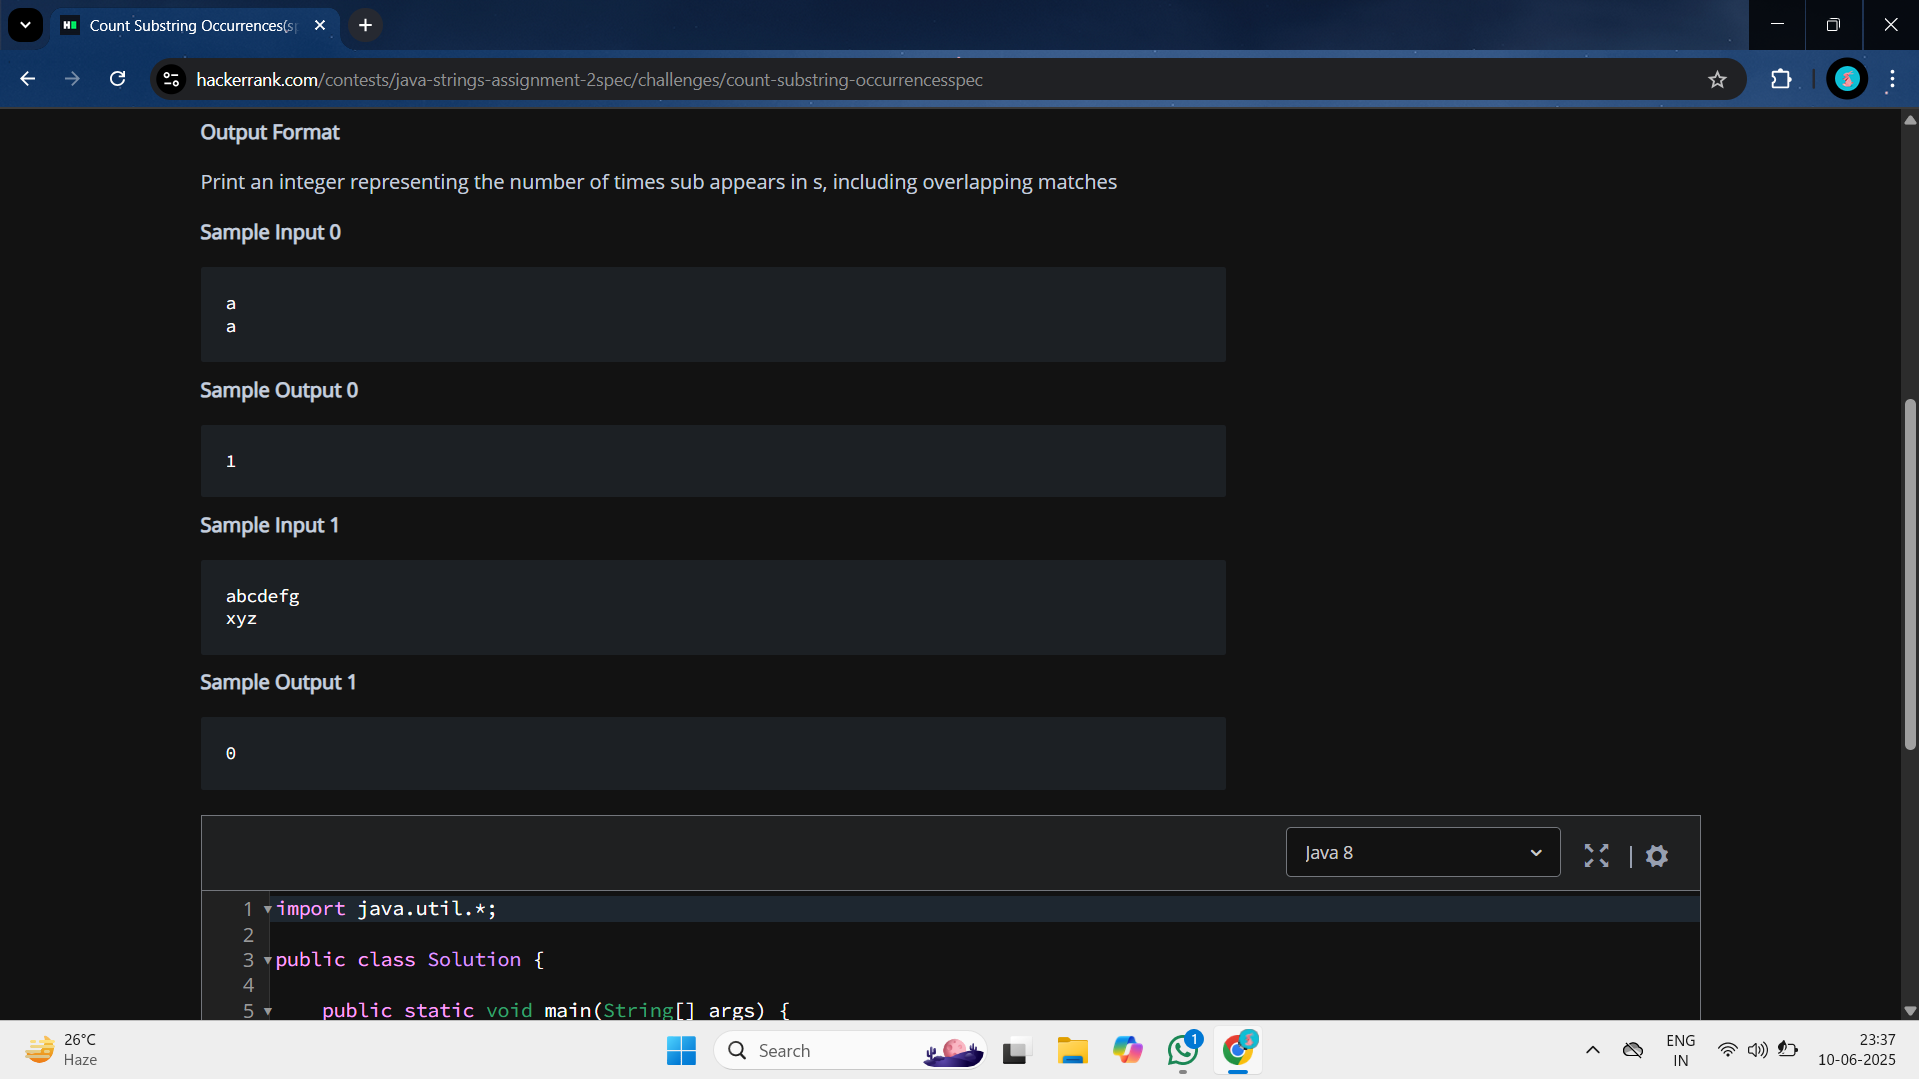 Count Substring Occurrences(s
hackerrank.com/contests/java-strings-assignment-2spec/challenges/count-substring-occurrencesspec
Output Format
Print an integer representing the number of times sub appears in s, including overlapping matches
Sample Input 0
a
a
Sample Output 0
1
Sample Input 1
abcdefg
xyz
Sample Output 1
0
Java 8
1 import java.util.*;
2
3 public class Solution {
4
5 public static void main(String[] args) {
26°C
Haze
Search
1
ENG
IN
23:37
10-06-2025